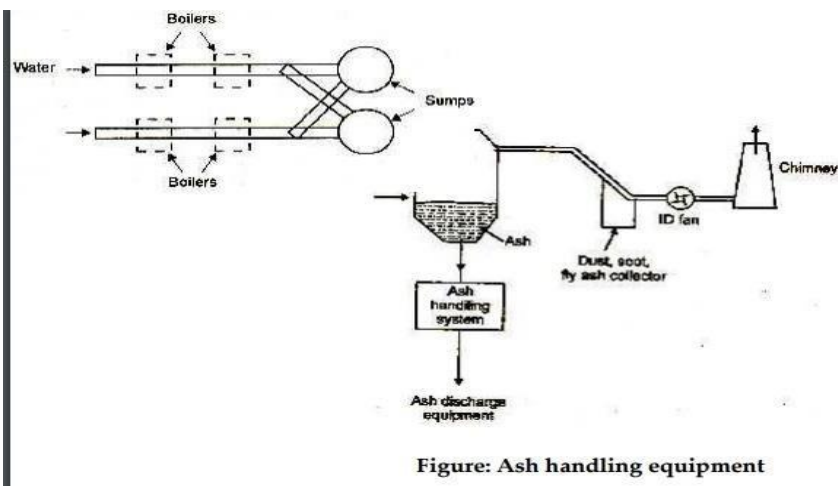 Boilers
Water
Sumps
Boilers
Chimney
ID fan
Ash
Dust, soot,
fly ash collector
Ash
handling
system
Ash discharge
equipment
Figure: Ash handling equipment